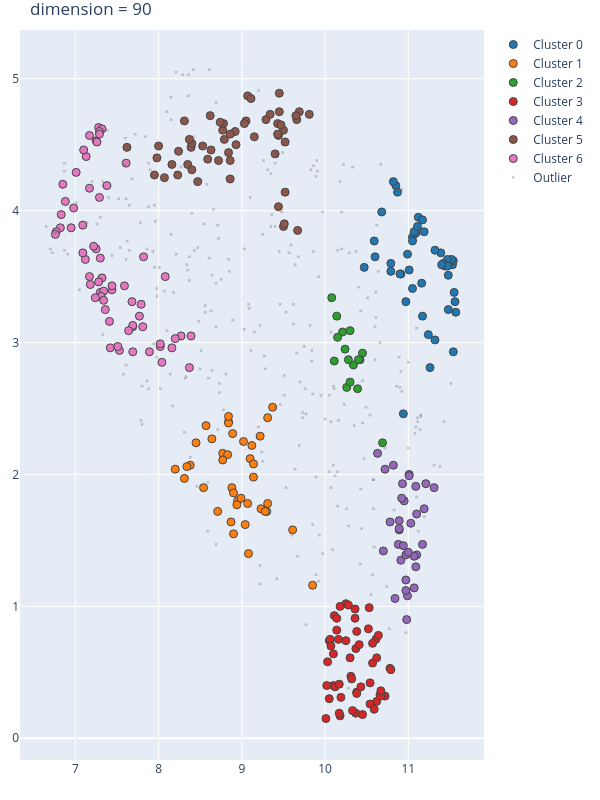 dimension = 90
Cluster 0
Cluster 1
Cluster 2
Cluster 3
Cluster 4
Cluster 5
Cluster 6
Outlier
5
4
3
2
1
0
7 8 9 10 11